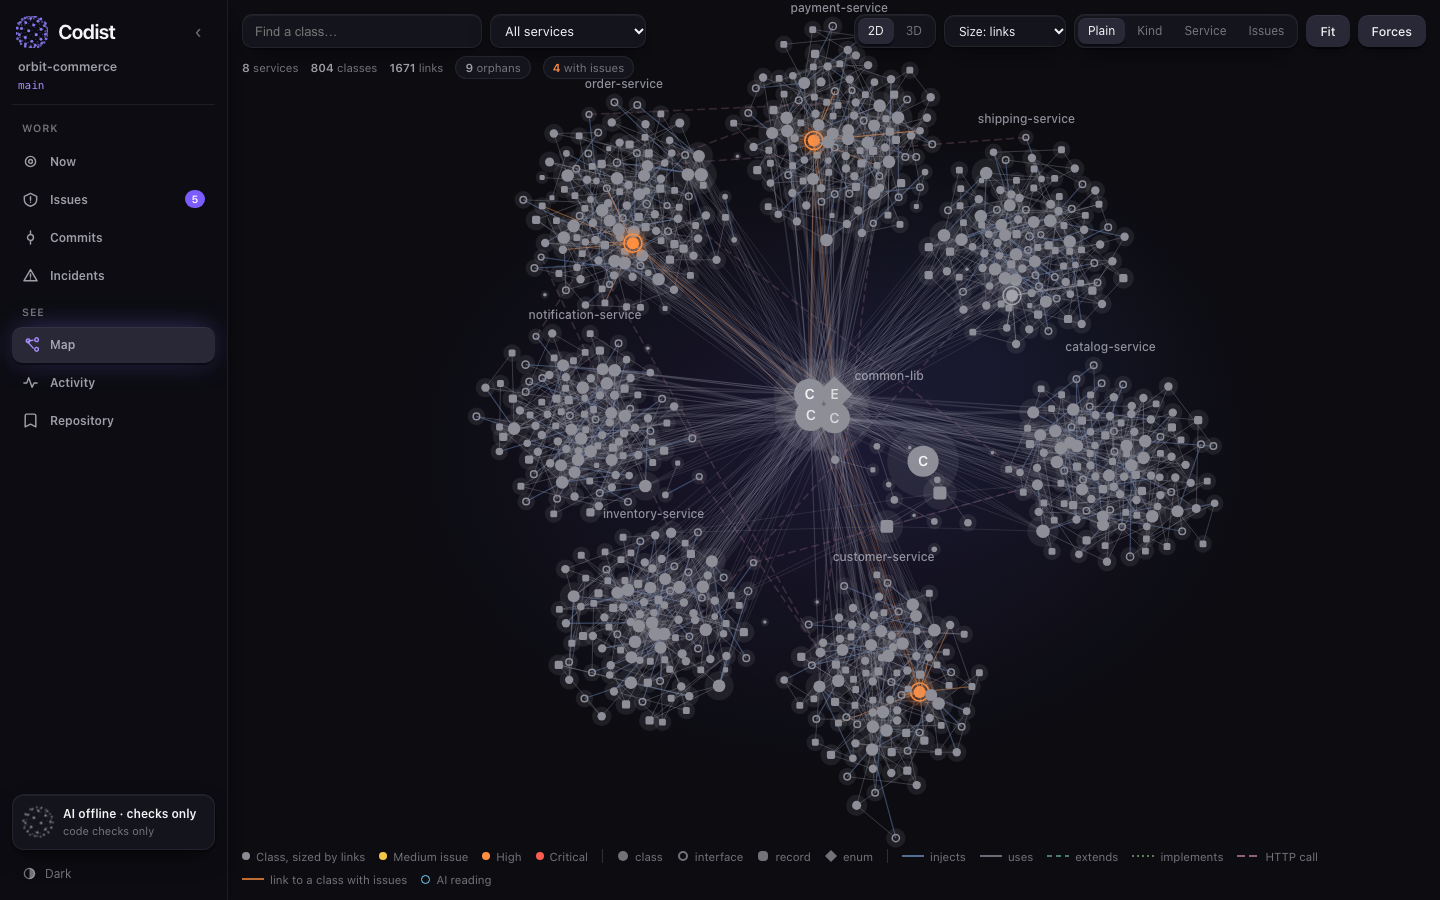 Codist
orbit-commerce
main
WORK
Now
Issues 5
Commits
Incidents
SEE
Map
Activity
Repository
AI offline · checks only
code checks only
Dark
Find a class…
All services
2D 3D
Size: links
Plain Kind Service Issues
Fit
Forces
8 services 804 classes 1671 links 9 orphans 4 with issues
payment-service
order-service
shipping-service
notification-service
catalog-service
common-lib
C E
C C
C
inventory-service
customer-service
Class, sized by links Medium issue High Critical class interface record enum injects uses extends implements HTTP call
link to a class with issues AI reading